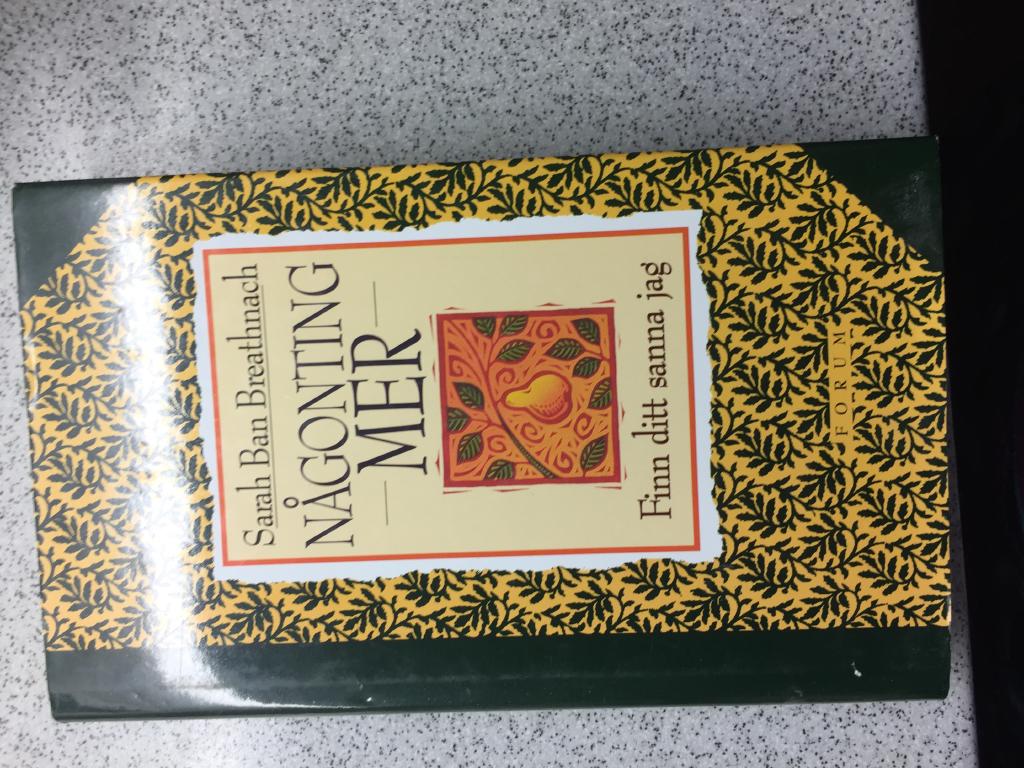 Sarah Ban Breathnach
NÅGONTING
MER
Finn ditt sanna jag
FORUM